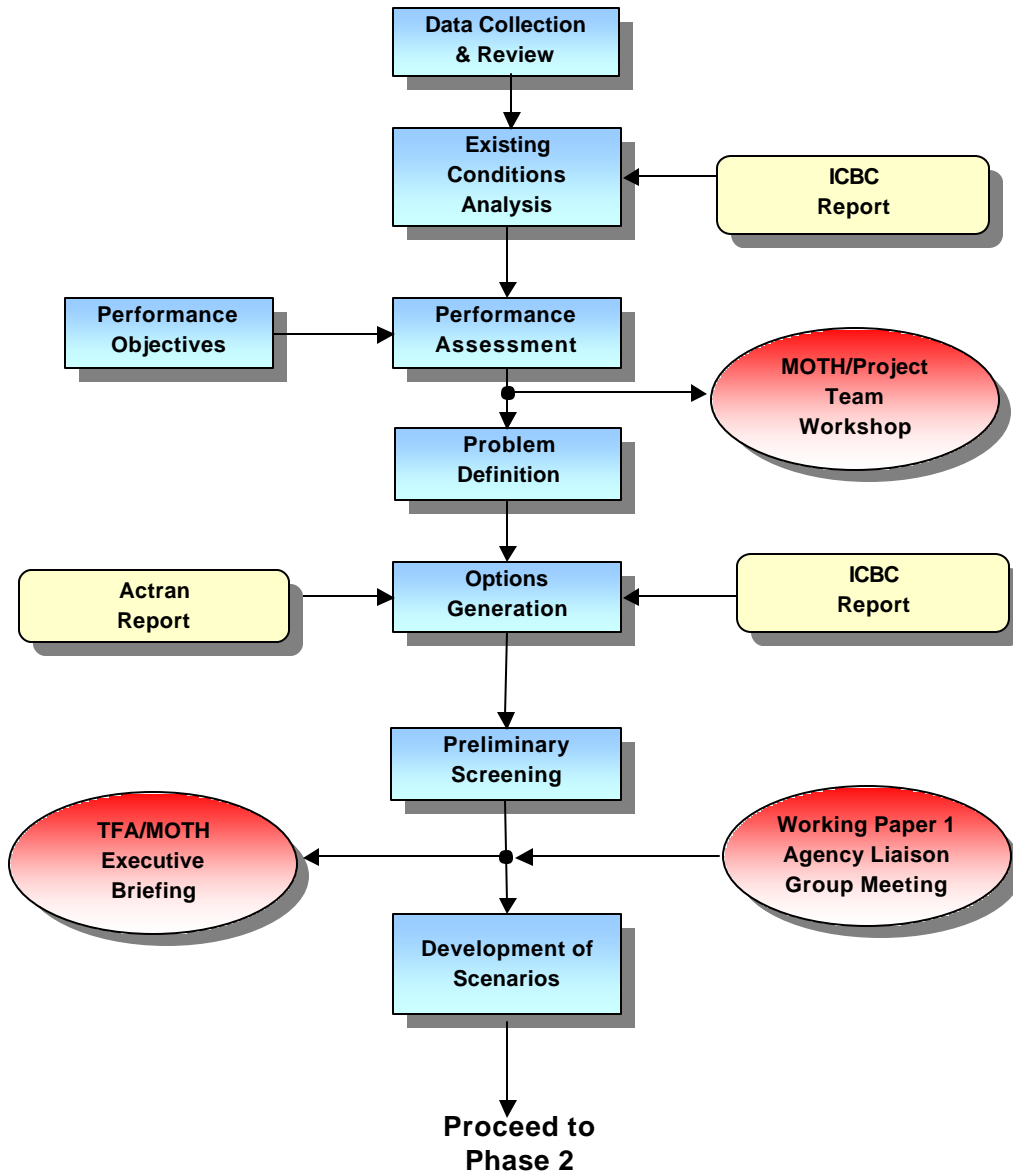 Data Collection
& Review
Existing
Conditions
Analysis
ICBC
Report
Performance
Objectives
Performance
Assessment
MOTH/Project
Team
Workshop
Problem
Definition
Actran
Report
Options
Generation
ICBC
Report
Preliminary
Screening
TFA/MOTH
Executive
Briefing
Working Paper 1
Agency Liaison
Group Meeting
Development of
Scenarios
Proceed to
Phase 2